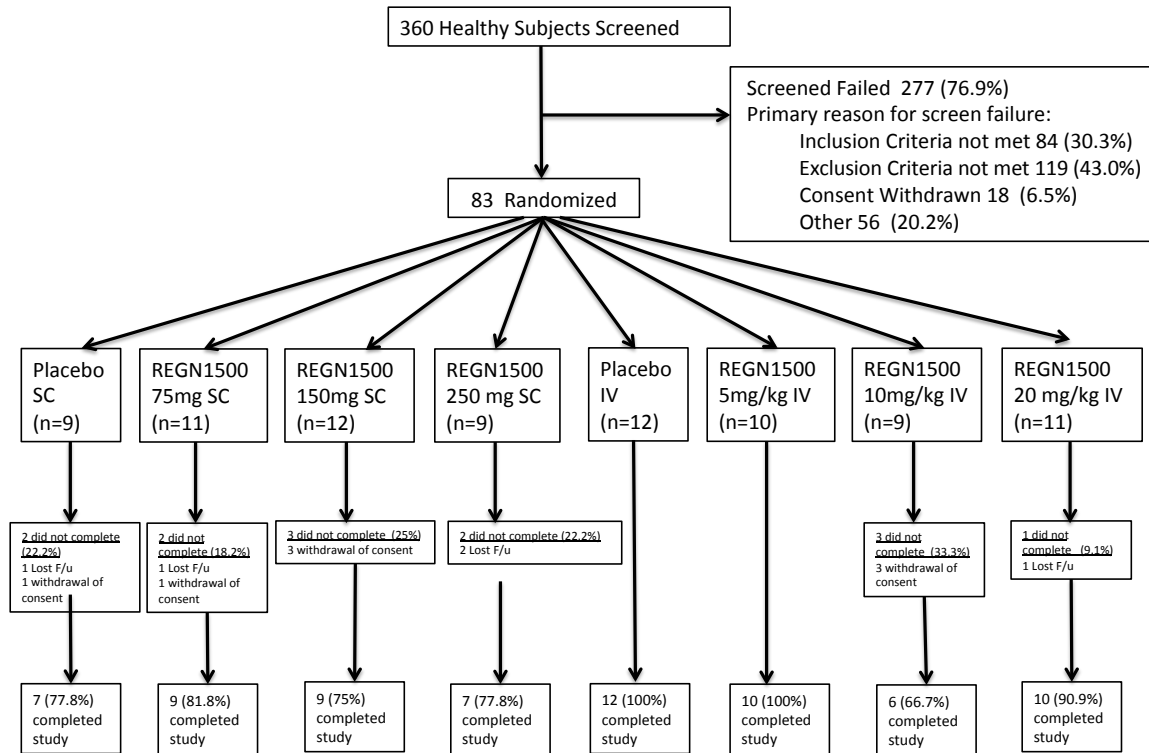 360 Healthy Subjects Screened
Screened Failed  277 (76.9%)
Primary reason for screen failure:
Inclusion Criteria not met 84 (30.3%)
Exclusion Criteria not met 119 (43.0%)
Consent Withdrawn 18  (6.5%)
Other 56  (20.2%)
83  Randomized
Placebo
SC
(n=9)
REGN1500
75mg SC
(n=11)
REGN1500
150mg SC
(n=12)
REGN1500
250 mg SC
(n=9)
Placebo
IV
(n=12)
REGN1500
5mg/kg IV
(n=10)
REGN1500
10mg/kg IV
(n=9)
REGN1500
20 mg/kg IV
(n=11)
2 did not complete
(22.2%)
1 Lost F/u
1 withdrawal of
consent
2 did not
complete (18.2%)
1 Lost F/u
1 withdrawal of
consent
3 did not complete (25%)
3 withdrawal of consent
2 did not complete (22.2%)
2 Lost F/u
3 did not
complete (33.3%)
3 withdrawal of
consent
1 did not
complete  (9.1%)
1 Lost F/u
7 (77.8%)
completed
study
9 (81.8%)
completed
study
9 (75%)
completed
study
7 (77.8%)
completed
study
12 (100%)
completed
study
10 (100%)
completed
study
6 (66.7%)
completed
study
10 (90.9%)
completed
study